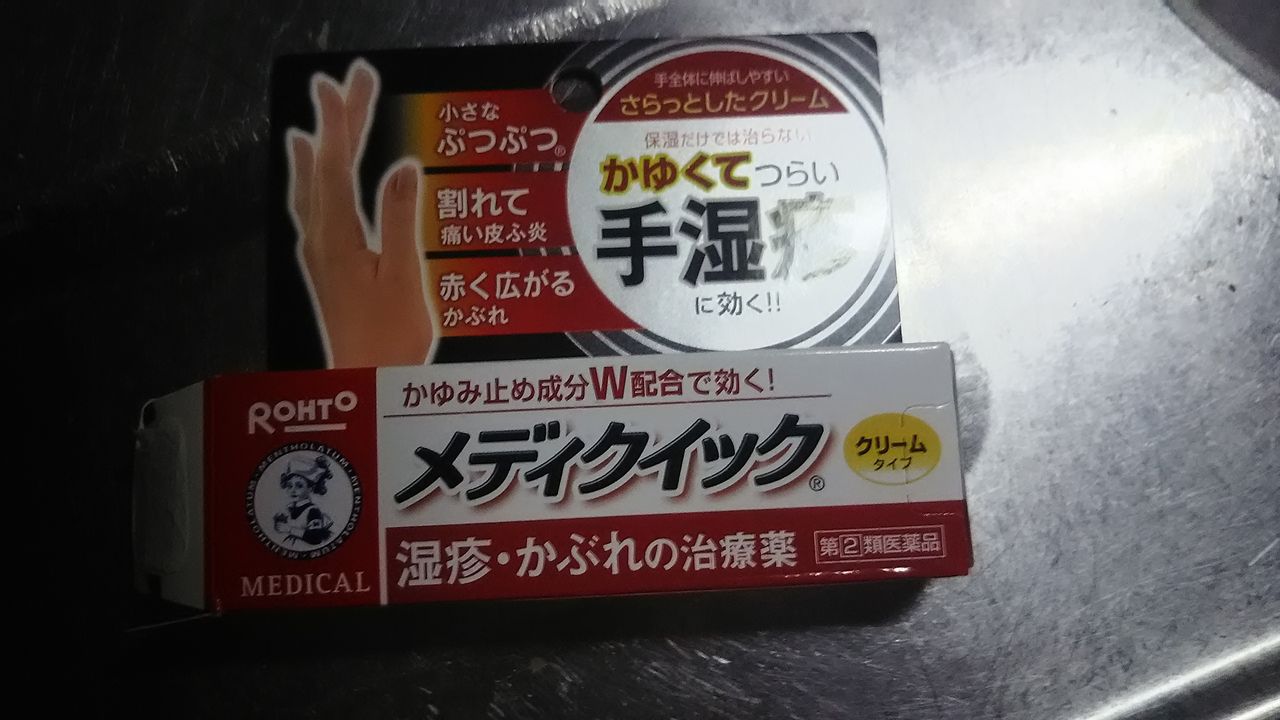 手全体に伸ばしやすい
さらっとしたクリーム
保湿だけでは治らない
かゆくてつらい
手湿疹
に効く!!
小さな
ぷつぷつ®
割れて
痛い皮ふ炎
赤く広がる
かぶれ
かゆみ止め成分W配合で効く!
ROHTO
MENTHOLATUM・MENTHOLATUM・MENTHOLATUM
MEDICAL
メディクイック®
クリーム
タイプ
湿疹・かぶれの治療薬
第②類医薬品